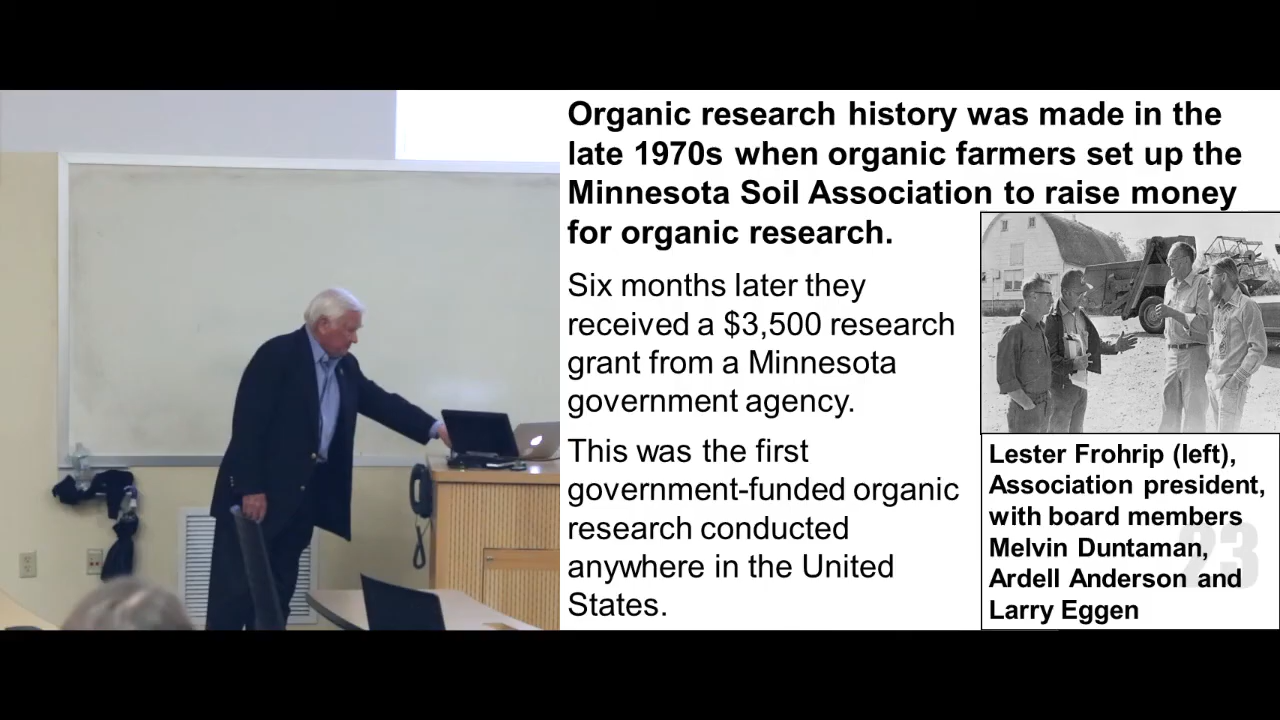 Organic research history was made in the
late 1970s when organic farmers set up the
Minnesota Soil Association to raise money
for organic research.
Six months later they
received a $3,500 research
grant from a Minnesota
government agency.
This was the first
government-funded organic
research conducted
anywhere in the United
States.
Lester Frohrip (left),
Association president,
with board members
Melvin Duntaman,
Ardell Anderson and
Larry Eggen
23